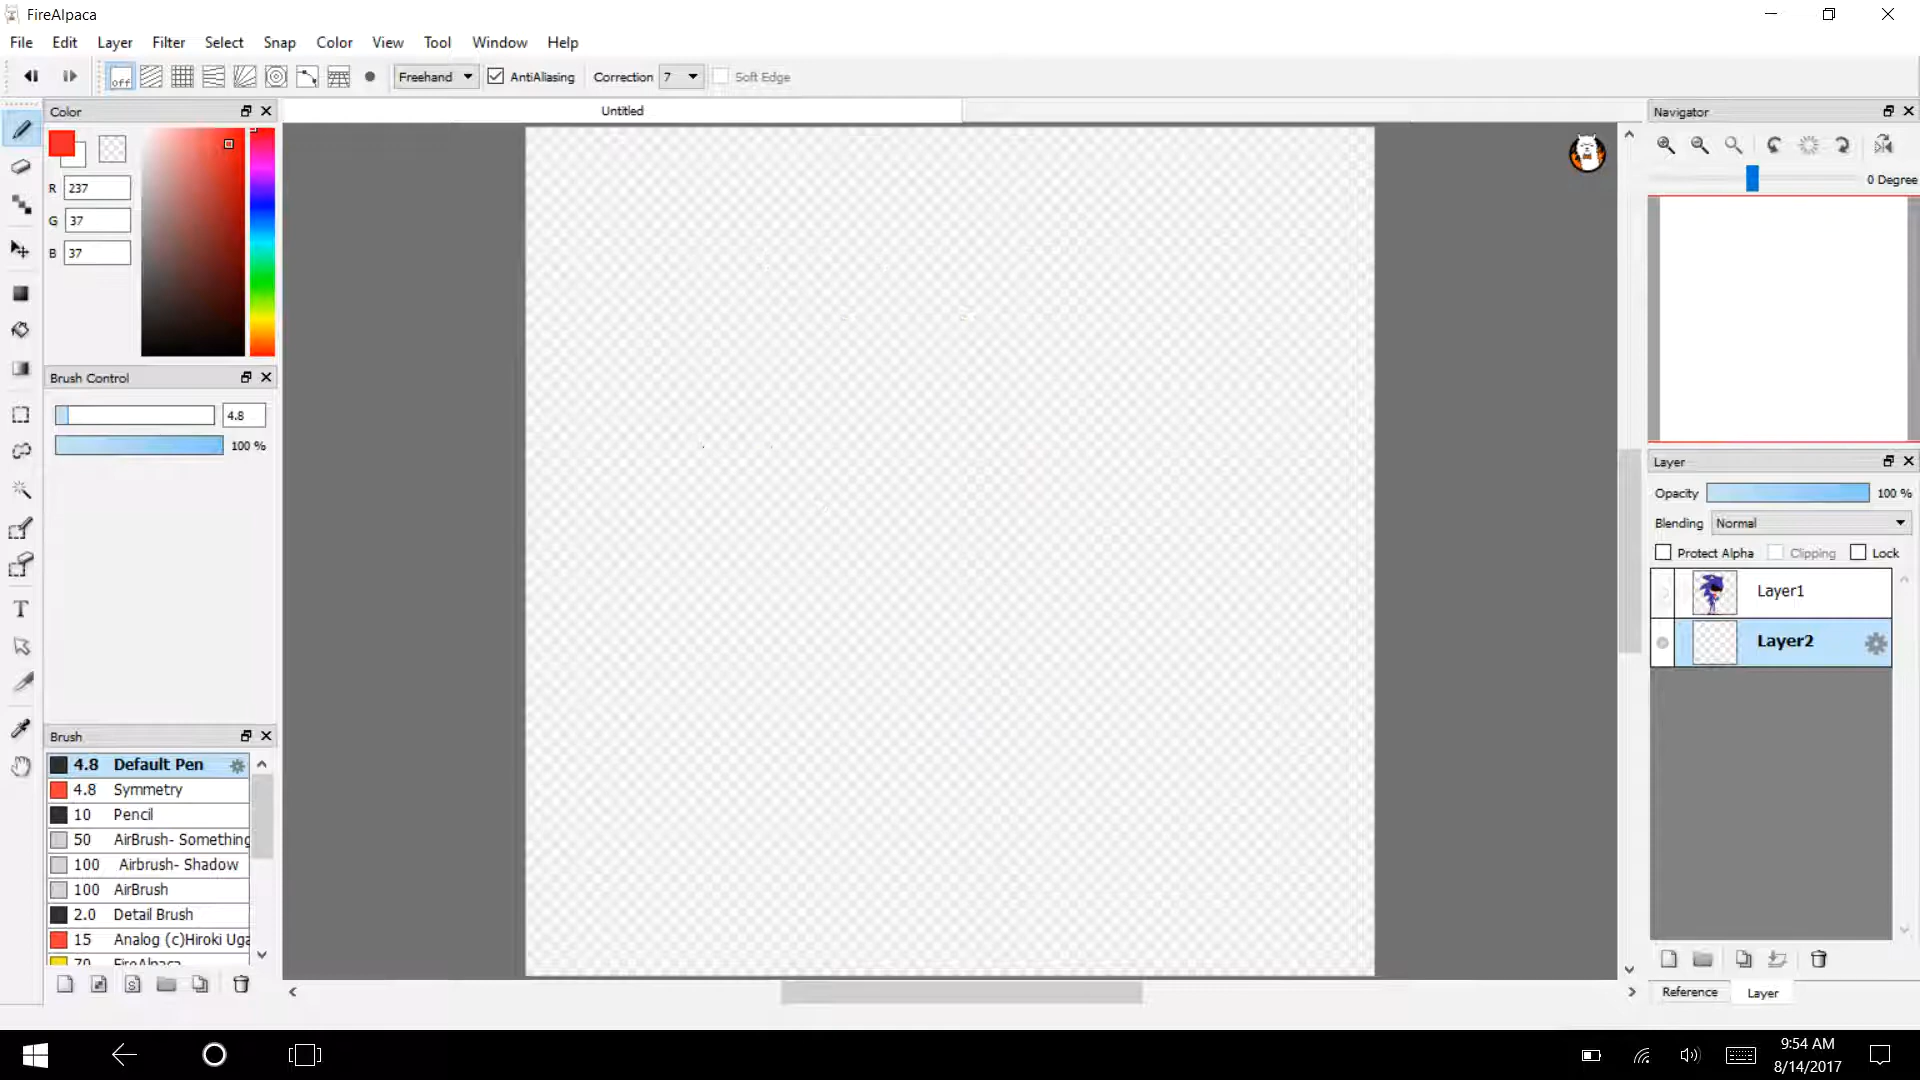 FireAlpaca
File Edit Layer Filter Select Snap Color View Tool Window Help
off Freehand AntiAliasing Correction 7 Soft Edge
Color
Untitled
Navigator
R 237
G 37
B 37
0 Degree
Brush Control
4.8
100 %
Layer
Opacity 100 %
Blending Normal
Protect Alpha Clipping Lock
Layer1
Layer2
Brush
4.8 Default Pen
4.8 Symmetry
10 Pencil
50 AirBrush- Something
100 Airbrush- Shadow
100 AirBrush
2.0 Detail Brush
15 Analog (c)Hiroki Uga
70 FireAlpaca
Reference Layer
9:54 AM
8/14/2017